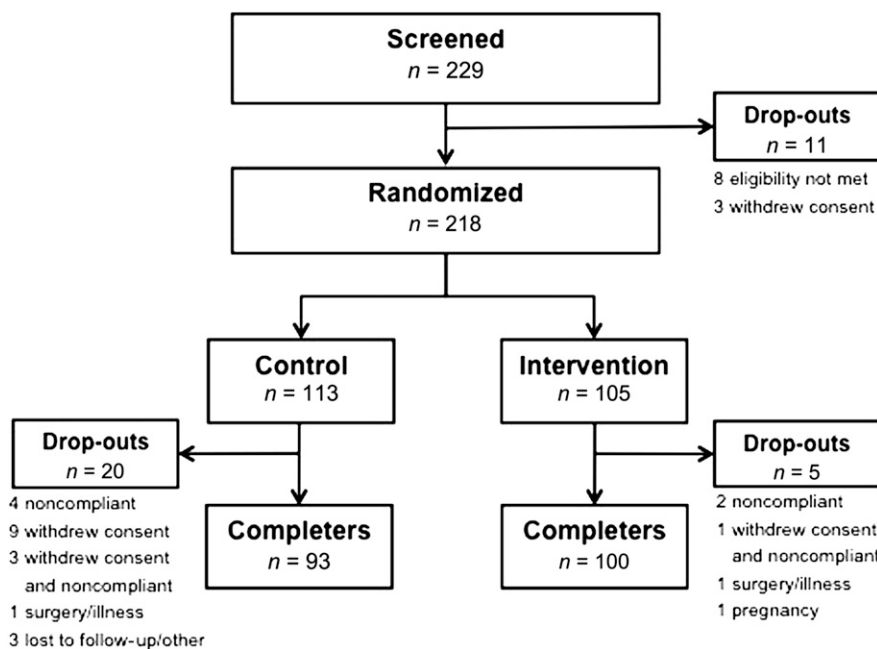 Screened
n = 229
Drop-outs
n = 11
8 eligibility not met
3 withdrew consent
Randomized
n = 218
Control
n = 113
Intervention
n = 105
Drop-outs
n = 20
4 noncompliant
9 withdrew consent
3 withdrew consent
and noncompliant
1 surgery/illness
3 lost to follow-up/other
Completers
n = 93
Completers
n = 100
Drop-outs
n = 5
2 noncompliant
1 withdrew consent
and noncompliant
1 surgery/illness
1 pregnancy